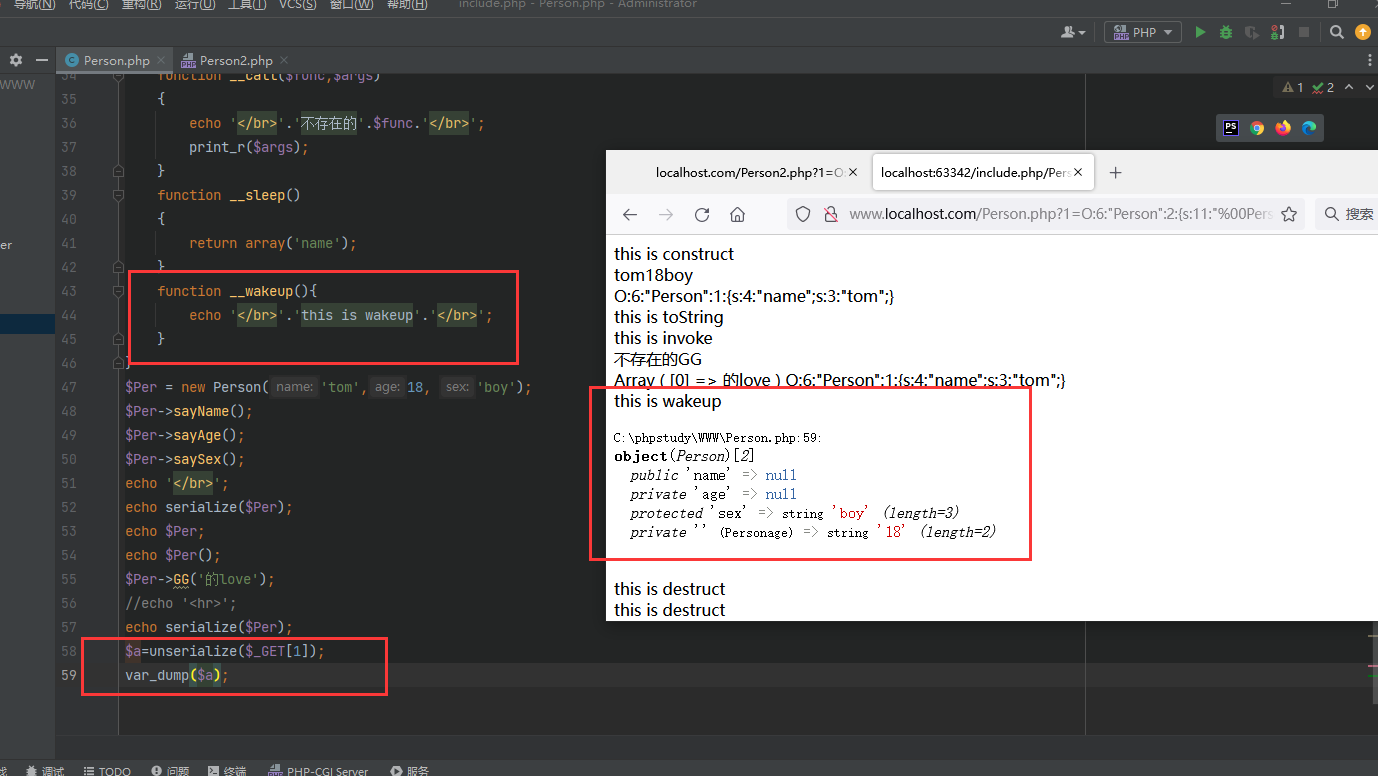 导航(N) 代码(C) 重构(R) 运行(U) 工具(T) VCS(S) 窗口(W) 帮助(H) include.php - Person.php - Administrator
PHP
Person.php Person2.php
WWW
34 function __call($func,$args)
1 2
35 {
36 echo '</br>'.'不存在的'.$func.'</br>';
37 print_r($args);
38 }
39 function __sleep()
40 {
41 return array('name');
42 }
43 function __wakeup(){
44 echo '</br>'.'this is wakeup'.'</br>';
45 }
46 }
47 $Per = new Person( name: 'tom', age: 18, sex: 'boy');
48 $Per->sayName();
49 $Per->sayAge();
50 $Per->saySex();
51 echo '</br>';
52 echo serialize($Per);
53 echo $Per;
54 echo $Per();
55 $Per->GG('的love');
56 //echo '<hr>';
57 echo serialize($Per);
58 $a=unserialize($_GET[1]);
59 var_dump($a);
er
PS
localhost.com/Person2.php?1=O: localhost:63342/include.php/Pers
www.localhost.com/Person.php?1=O:6:"Person":2:{s:11:"%00Pers 搜索
this is construct
tom18boy
O:6:"Person":1:{s:4:"name";s:3:"tom";}
this is toString
this is invoke
不存在的GG
Array ( [0] => 的love ) O:6:"Person":1:{s:4:"name";s:3:"tom";}
this is wakeup
C:\phpstudy\WWW\Person.php:59:
object(Person)[2]
public 'name' => null
private 'age' => null
protected 'sex' => string 'boy' (length=3)
private '' (Personage) => string '18' (length=2)
this is destruct
this is destruct
调试 TODO 问题 终端 PHP-CGI Server 服务